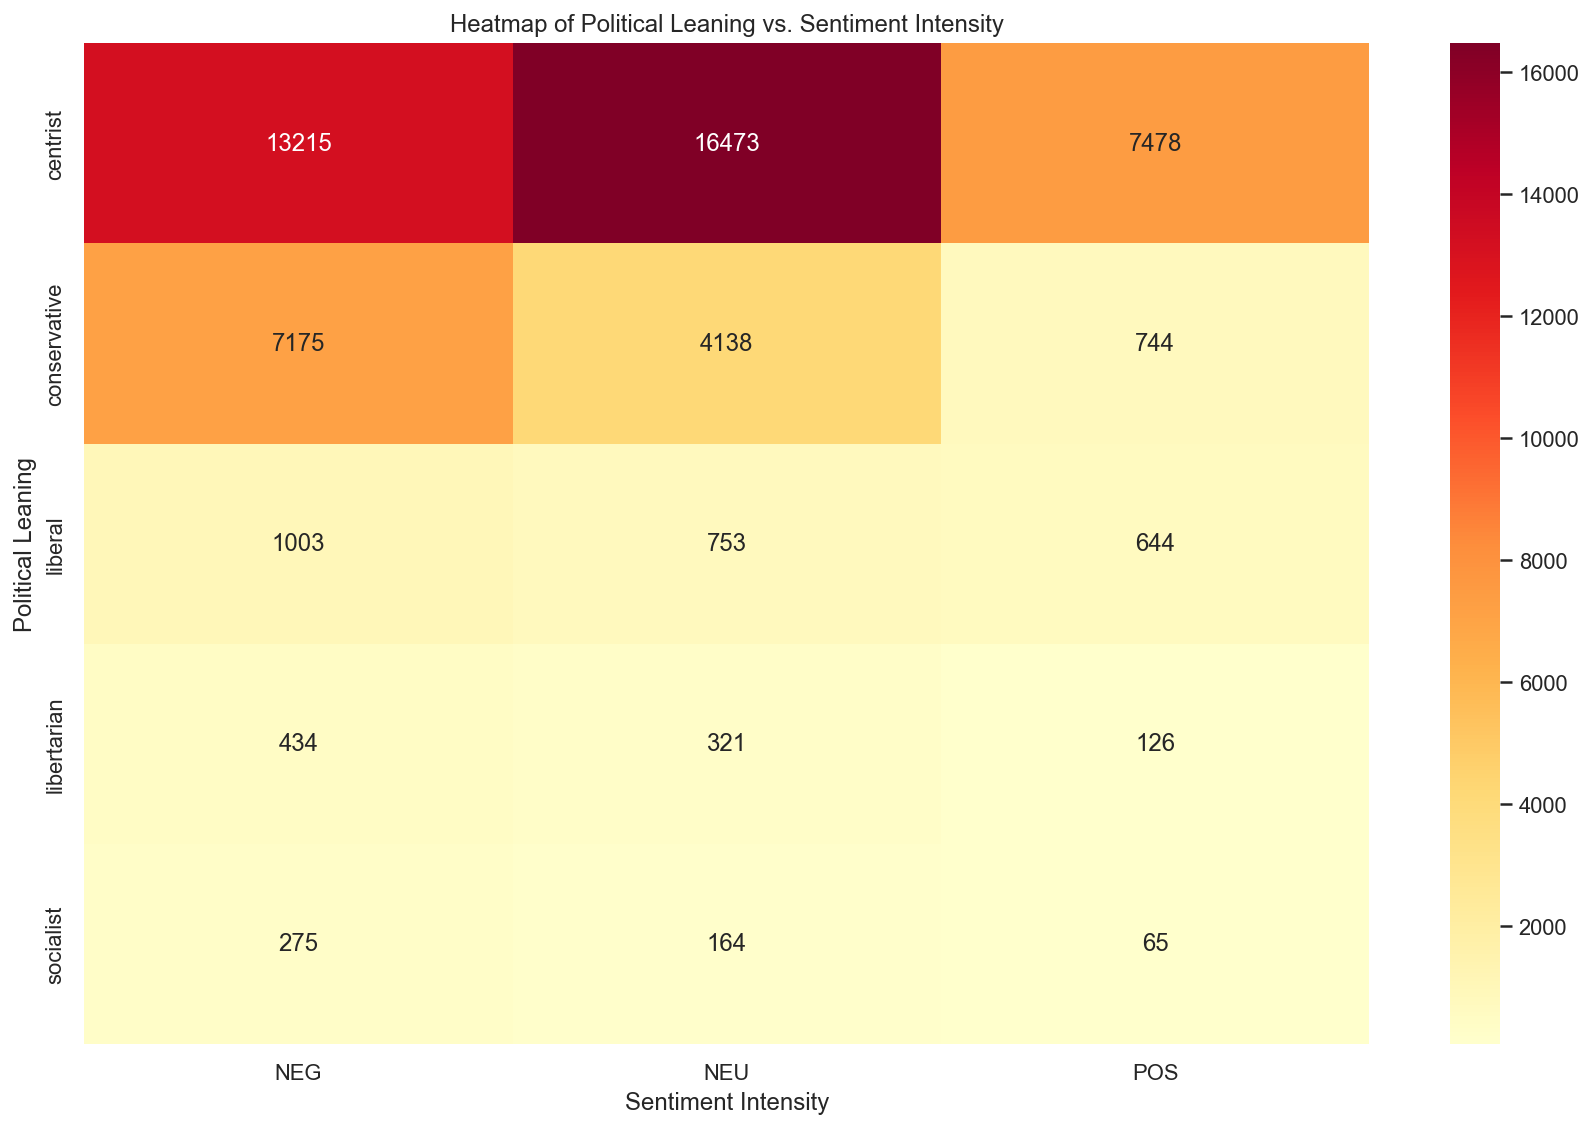 Heatmap of Political Leaning vs. Sentiment Intensity
Political Leaning
centrist
13215 16473 7478
conservative
7175 4138 744
liberal
1003 753 644
libertarian
434 321 126
socialist
275 164 65
NEG NEU POS
Sentiment Intensity
16000
14000
12000
10000
8000
6000
4000
2000